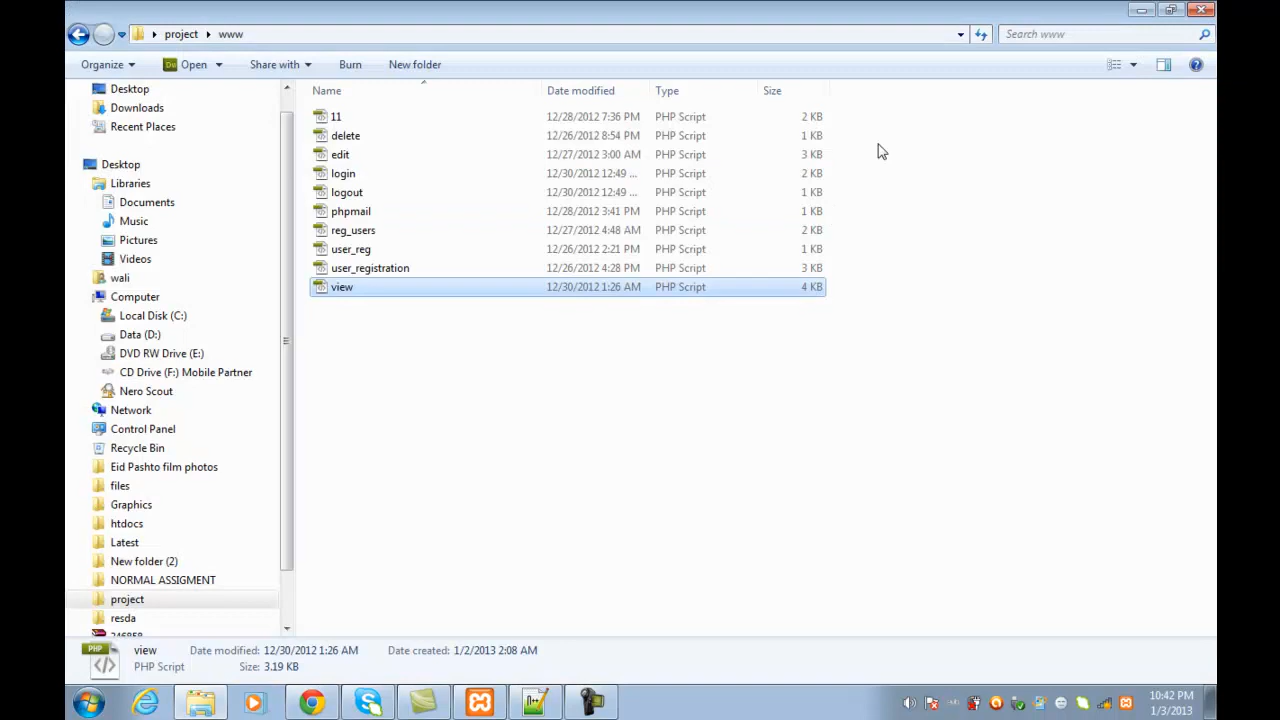 project www
Search www
Organize Open Share with Burn New folder
Name Date modified Type Size
11 12/28/2012 7:36 PM PHP Script 2 KB
delete 12/26/2012 8:54 PM PHP Script 1 KB
edit 12/27/2012 3:00 AM PHP Script 3 KB
login 12/30/2012 12:49 ... PHP Script 2 KB
logout 12/30/2012 12:49 ... PHP Script 1 KB
phpmail 12/28/2012 3:41 PM PHP Script 1 KB
reg_users 12/27/2012 4:48 AM PHP Script 2 KB
user_reg 12/26/2012 2:21 PM PHP Script 1 KB
user_registration 12/26/2012 4:28 PM PHP Script 3 KB
view 12/30/2012 1:26 AM PHP Script 4 KB
Desktop
Downloads
Recent Places
Desktop
Libraries
Documents
Music
Pictures
Videos
wali
Computer
Local Disk (C:)
Data (D:)
DVD RW Drive (E:)
CD Drive (F:) Mobile Partner
Nero Scout
Network
Control Panel
Recycle Bin
Eid Pashto film photos
files
Graphics
htdocs
Latest
New folder (2)
NORMAL ASSIGMENT
project
resda
PHP
view Date modified: 12/30/2012 1:26 AM Date created: 1/2/2013 2:08 AM
PHP Script Size: 3.19 KB
10:42 PM
1/3/2013